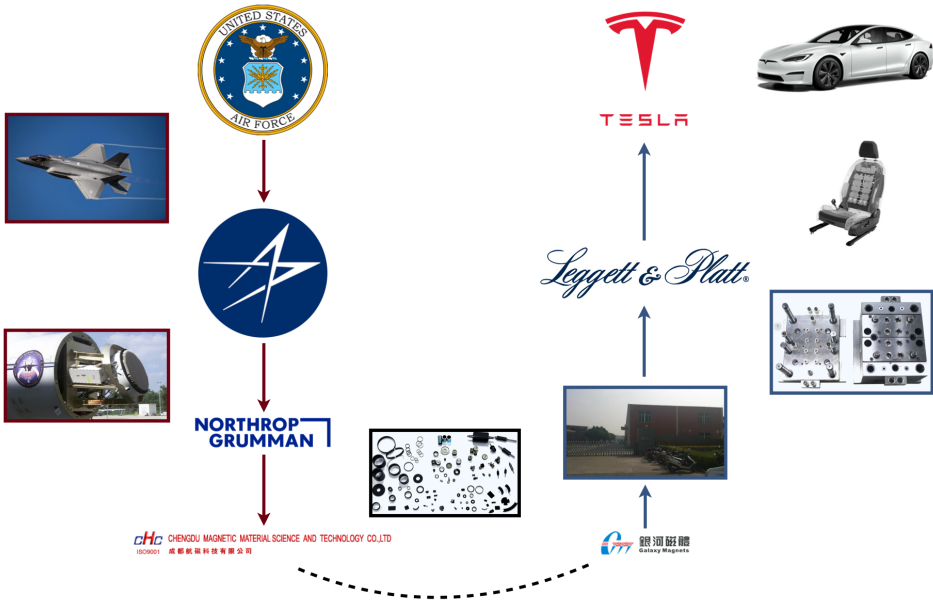 UNITED STATES
AIR FORCE
TESLA
Leggett & Platt®
NORTHROP
GRUMMAN
CHC CHENGDU MAGNETIC MATERIAL SCIENCE AND TECHNOLOGY CO.,LTD
ISO9001 成都航磁科技有限公司
銀河磁體
Galaxy Magnets